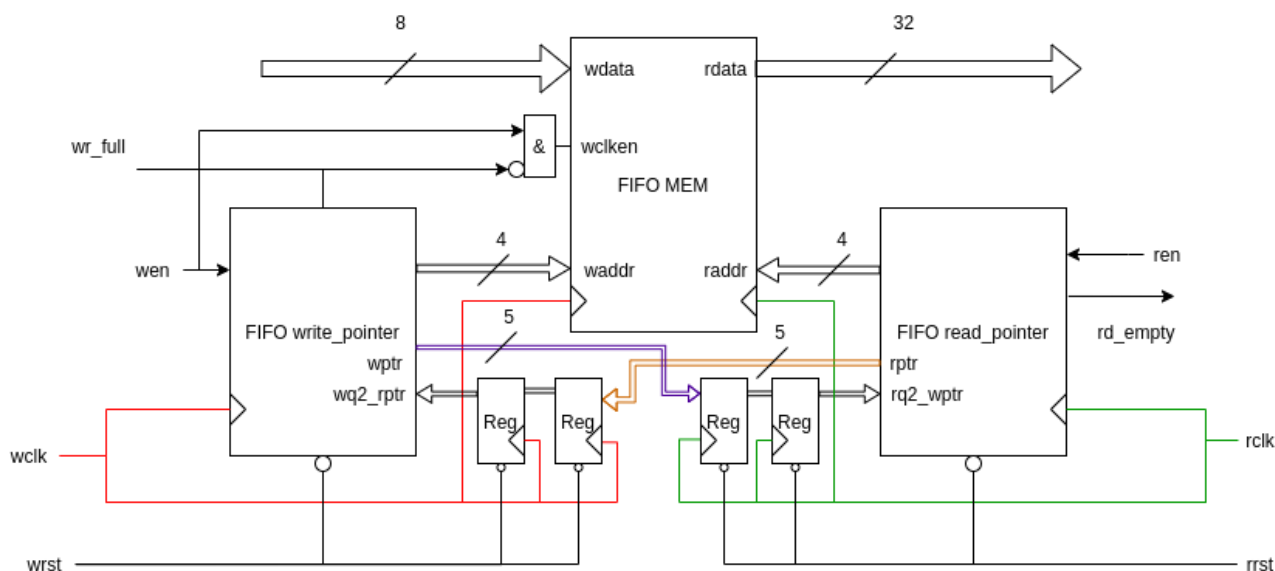 8
32
wdata
rdata
wr_full
&
wclken
FIFO MEM
4
4
wen
waddr
raddr
ren
5
FIFO write_pointer
FIFO read_pointer
rd_empty
5
wptr
rptr
wq2_rptr
rq2_wptr
Reg
Reg
Reg
Reg
wclk
rclk
wrst
rrst